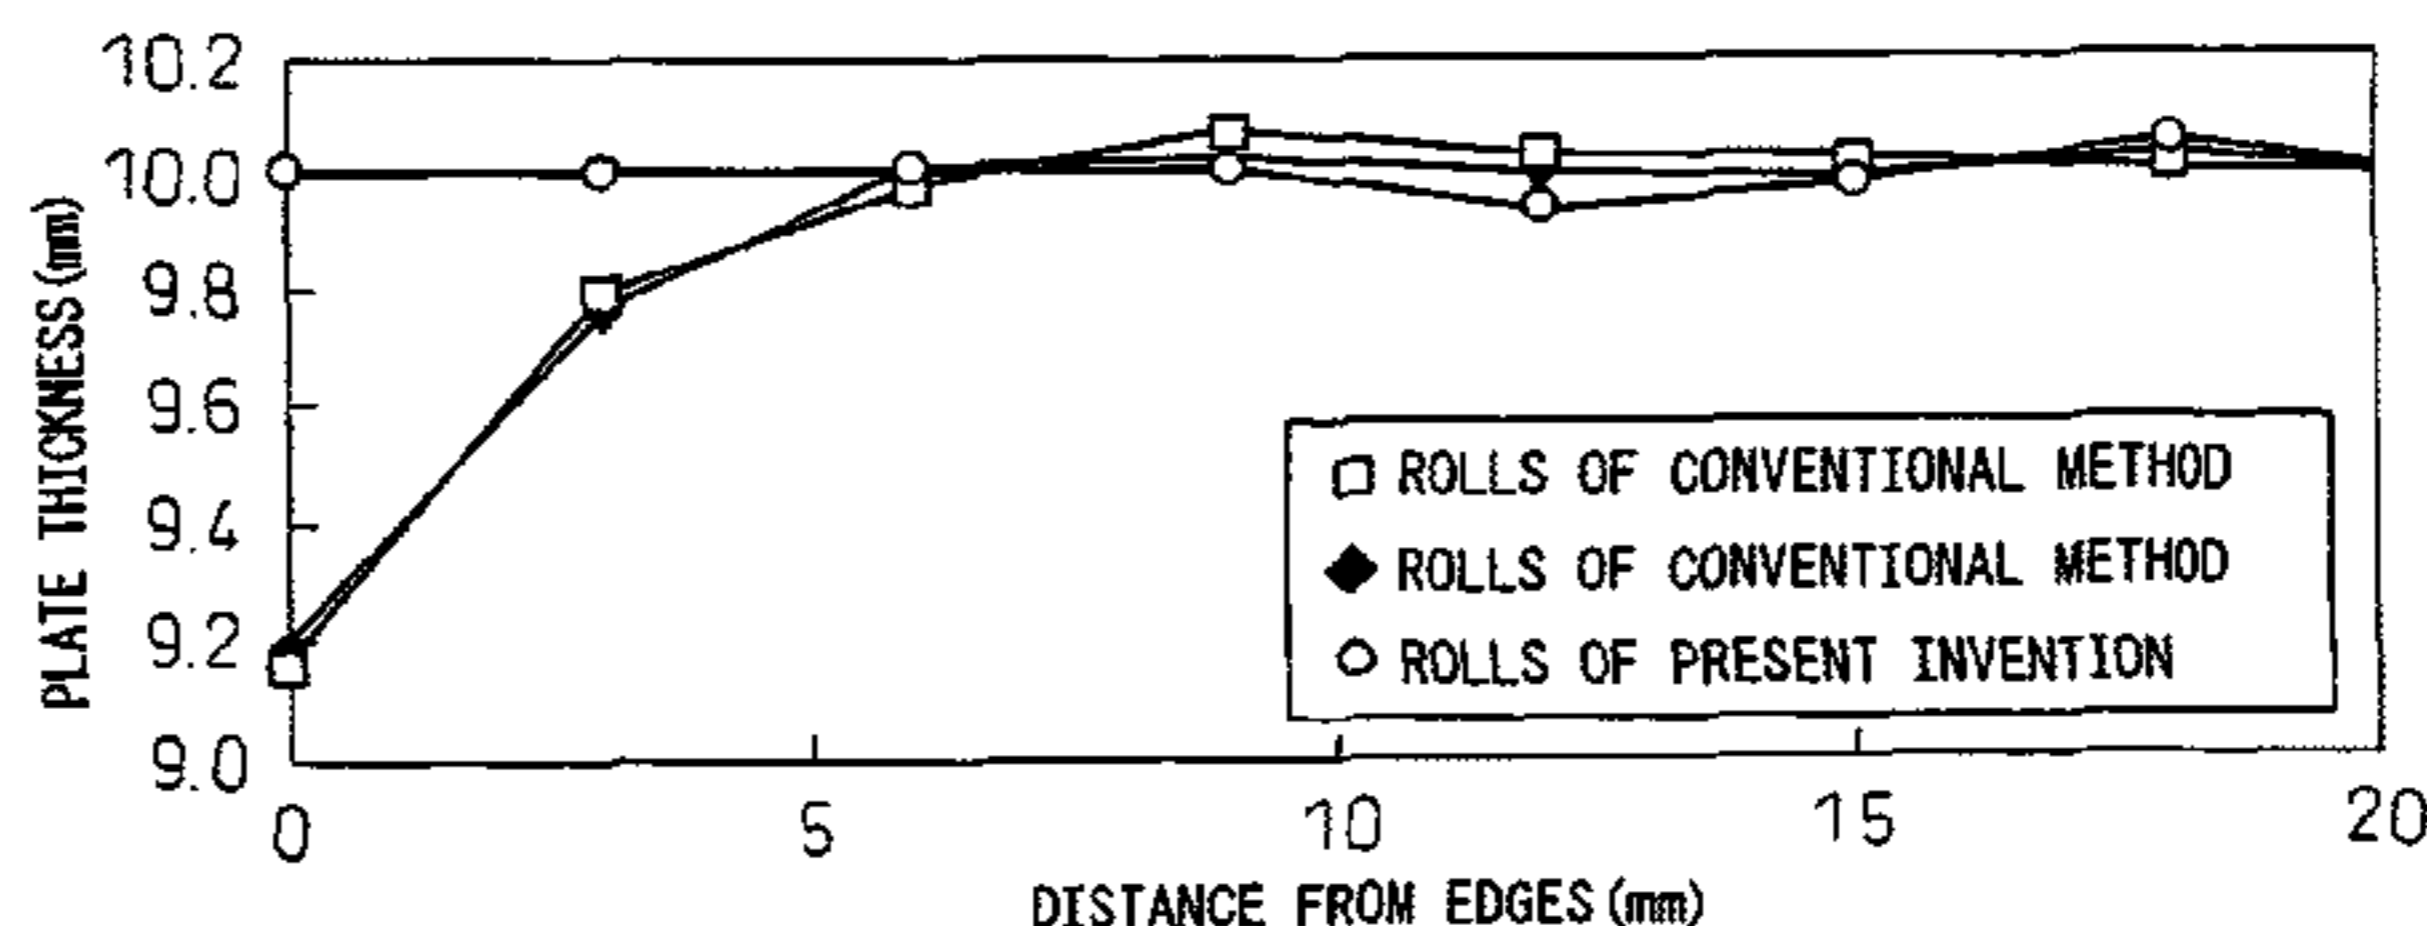 10.2
10.0
9.8
9.6
9.4
9.2
9.0
PLATE THICKNESS(mm)
ROLLS OF CONVENTIONAL METHOD
ROLLS OF CONVENTIONAL METHOD
ROLLS OF PRESENT INVENTION
0 5 10 15 20
DISTANCE FROM EDGES(mm)